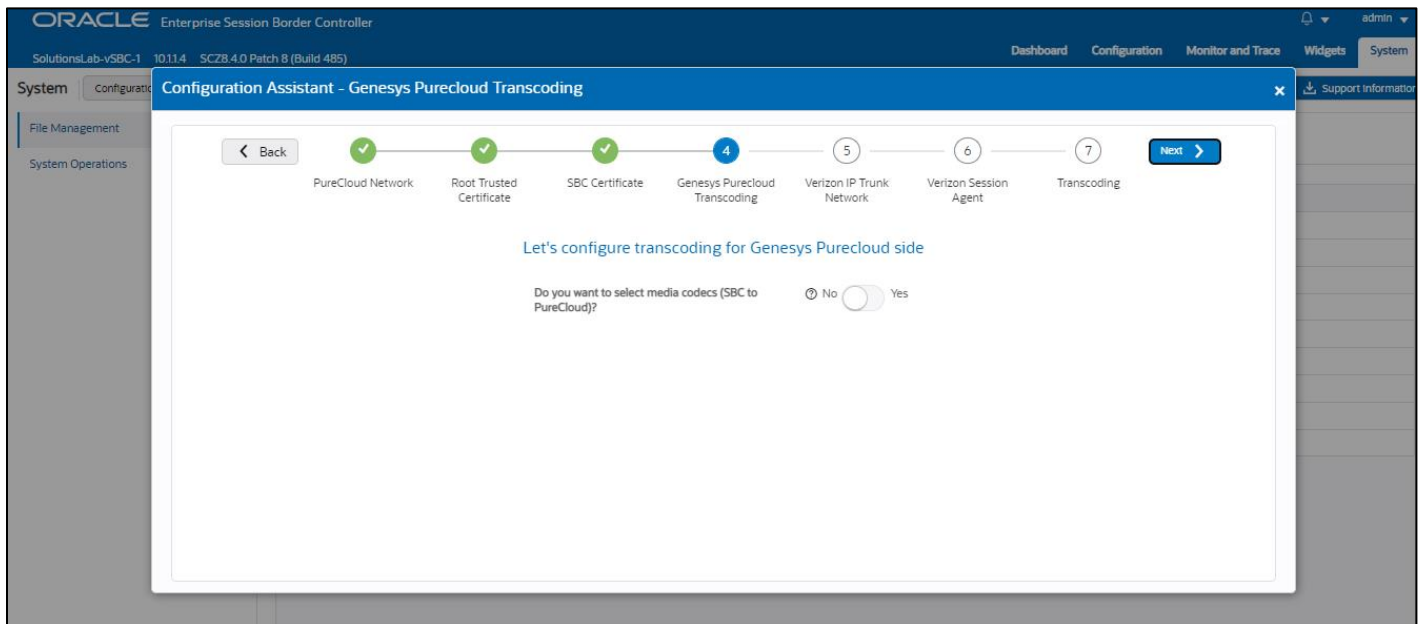 ORACLE Enterprise Session Border Controller
admin
SolutionsLab-vSBC-1 10.1.1.4 SCZ8.4.0 Patch 8 (Build 485)
Dashboard Configuration Monitor and Trace Widgets System
System Configuratio
Configuration Assistant - Genesys Purecloud Transcoding
Support Information
File Management
System Operations
Back
4 5 6 7
Next
PureCloud Network
Root Trusted
Certificate
SBC Certificate
Genesys Purecloud
Transcoding
Verizon IP Trunk
Network
Verizon Session
Agent
Transcoding
Let's configure transcoding for Genesys Purecloud side
Do you want to select media codecs (SBC to
PureCloud)?
No Yes